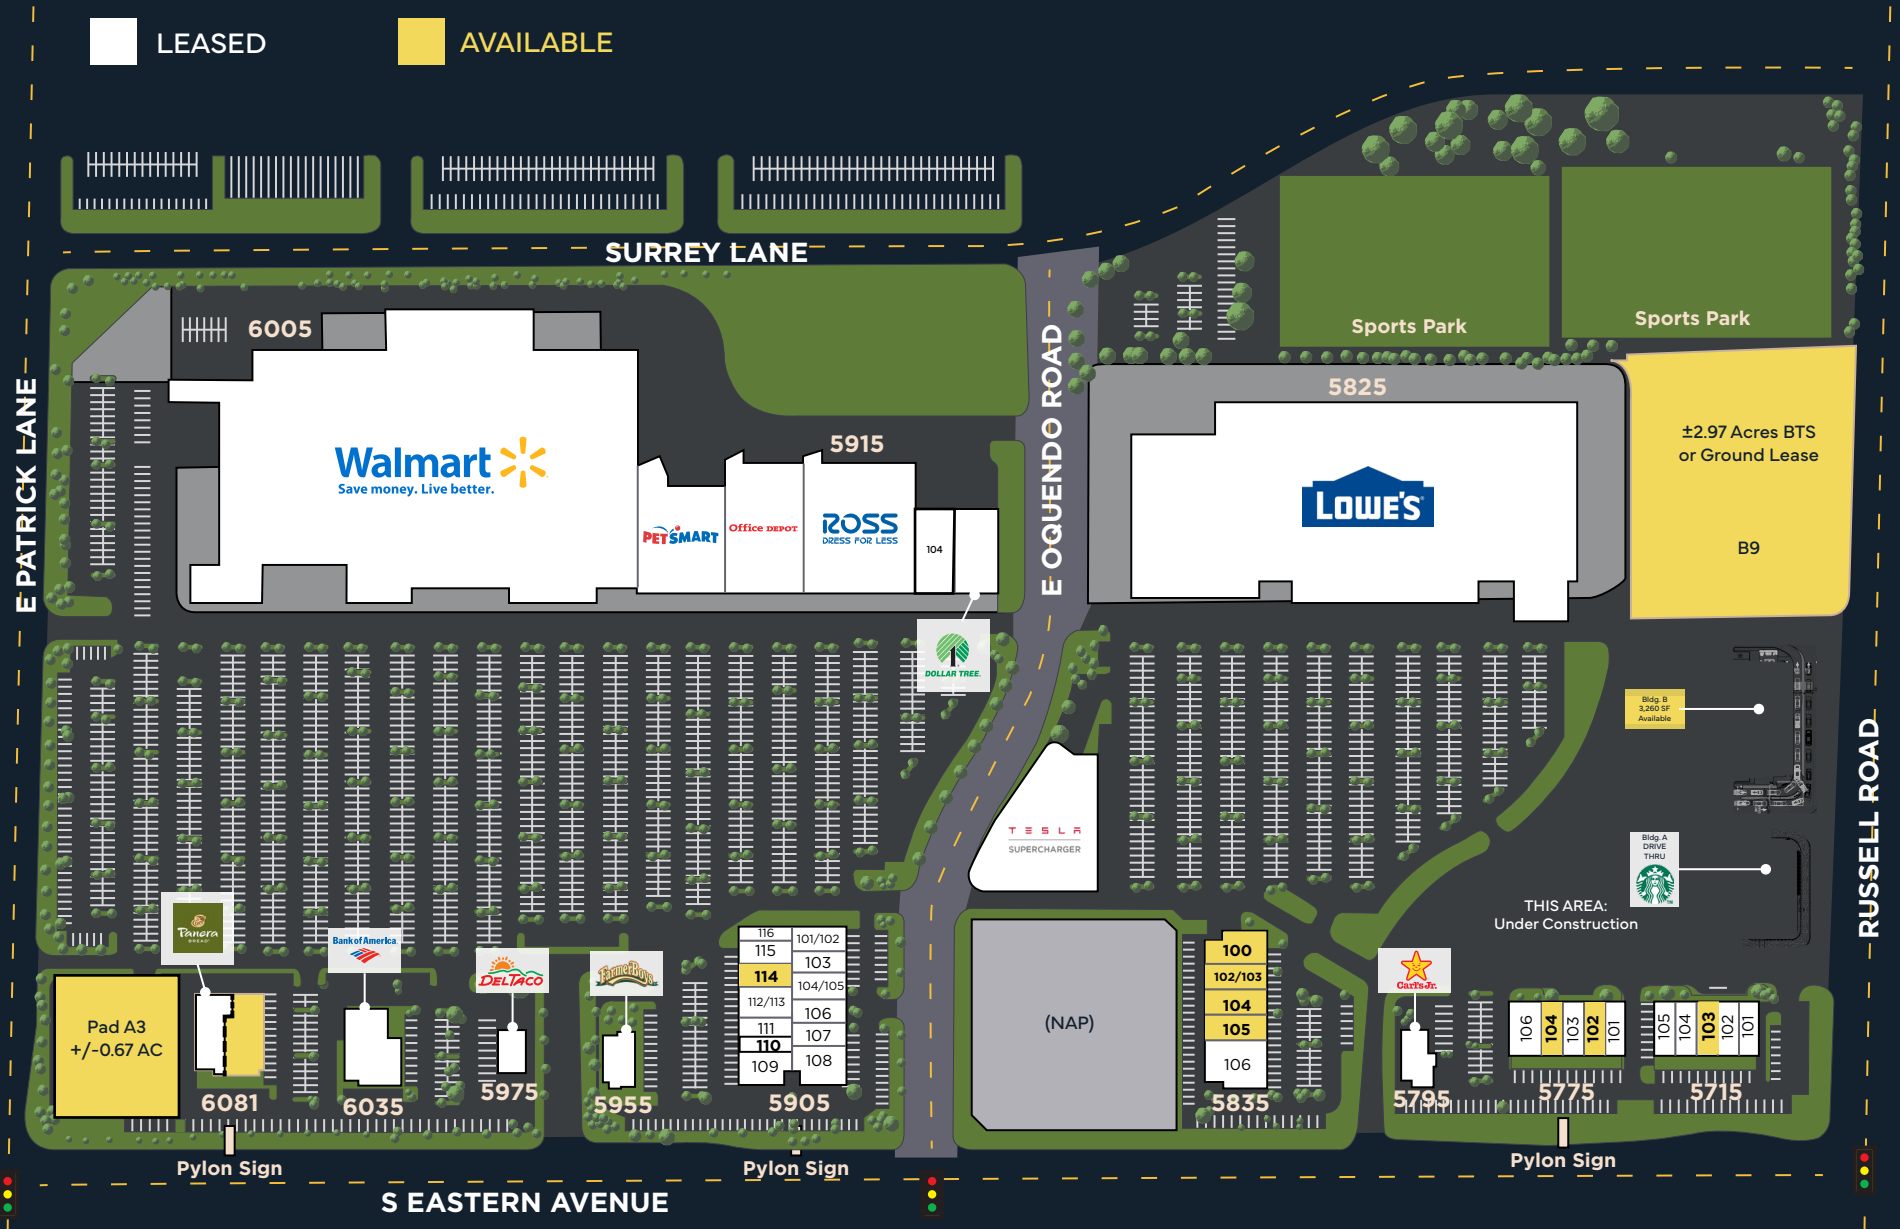 LEASED
AVAILABLE
SURREY LANE
E PATRICK LANE
E OQUENDO ROAD
RUSSELL ROAD
S EASTERN AVENUE
6005
Walmart
Save money. Live better.
5915
PETSMART
Office DEPOT
ROSS
DRESS FOR LESS
104
DOLLAR TREE.
Sports Park
Sports Park
5825
LOWE'S
±2.97 Acres BTS
or Ground Lease
B9
Bldg. B
3,260 SF
Available
Bldg. A
DRIVE
THRU
THIS AREA:
Under Construction
TESLA
SUPERCHARGER
Panera
BREAD
Bank of America
DEL TACO
Farmer Boys
Carl's Jr.
Pad A3
+/-0.67 AC
6081
6035
5975
5955
116
115
114
112/113
111
110
109
101/102
103
104/105
106
107
108
5905
(NAP)
100
102/103
104
105
106
5835
5795
106
104
103
102
101
5775
105
104
103
102
101
5715
Pylon Sign
Pylon Sign
Pylon Sign